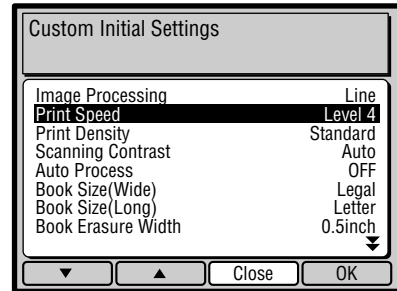 Custom Initial Settings
Image Processing Line
Print Speed Level 4
Print Density Standard
Scanning Contrast Auto
Auto Process OFF
Book Size(Wide) Legal
Book Size(Long) Letter
Book Erasure Width 0.5inch
Close OK